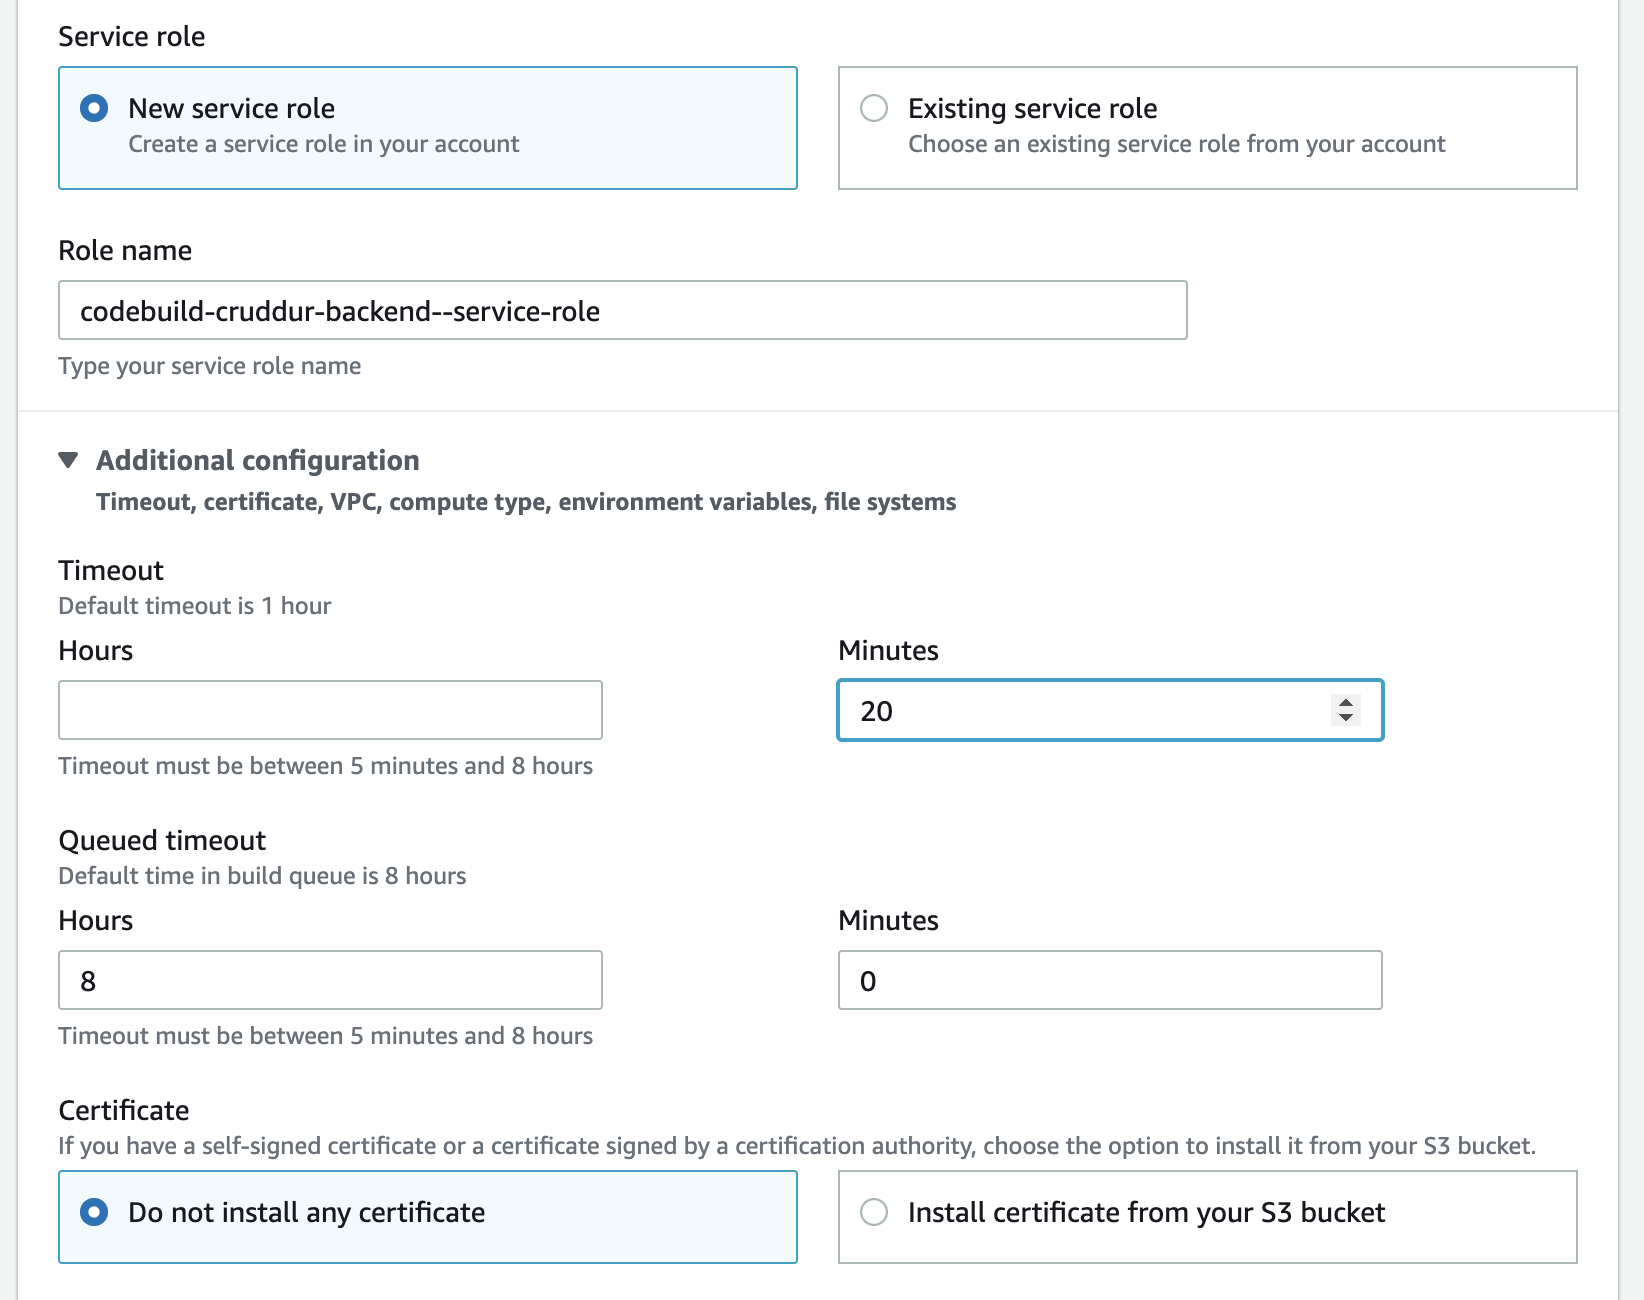 Service role
New service role
Create a service role in your account
Existing service role
Choose an existing service role from your account
Role name
codebuild-cruddur-backend--service-role
Type your service role name
Additional configuration
Timeout, certificate, VPC, compute type, environment variables, file systems
Timeout
Default timeout is 1 hour
Hours
Minutes
20
Timeout must be between 5 minutes and 8 hours
Queued timeout
Default time in build queue is 8 hours
Hours
Minutes
8
0
Timeout must be between 5 minutes and 8 hours
Certificate
If you have a self-signed certificate or a certificate signed by a certification authority, choose the option to install it from your S3 bucket.
Do not install any certificate
Install certificate from your S3 bucket